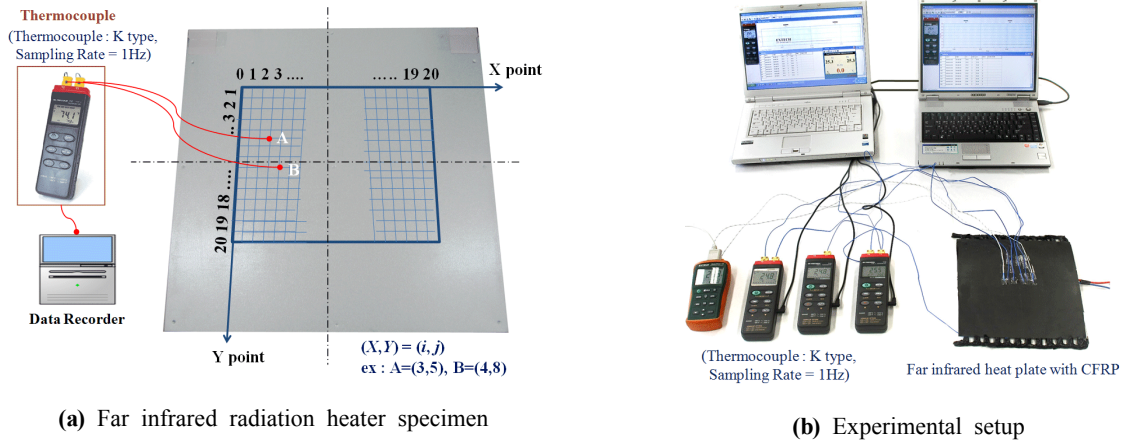 Thermocouple
(Thermocouple : K type,
Sampling Rate = 1Hz)
0 1 2 3 ....
..... 19 20
X point
20 19 18 .... .. 3 2 1
A
B
74.1
Data Recorder
Y point
(X,Y) = (i, j)
ex : A=(3,5), B=(4,8)
(a) Far infrared radiation heater specimen
(Thermocouple : K type,
Sampling Rate = 1Hz)
Far infrared heat plate with CFRP
(b) Experimental setup